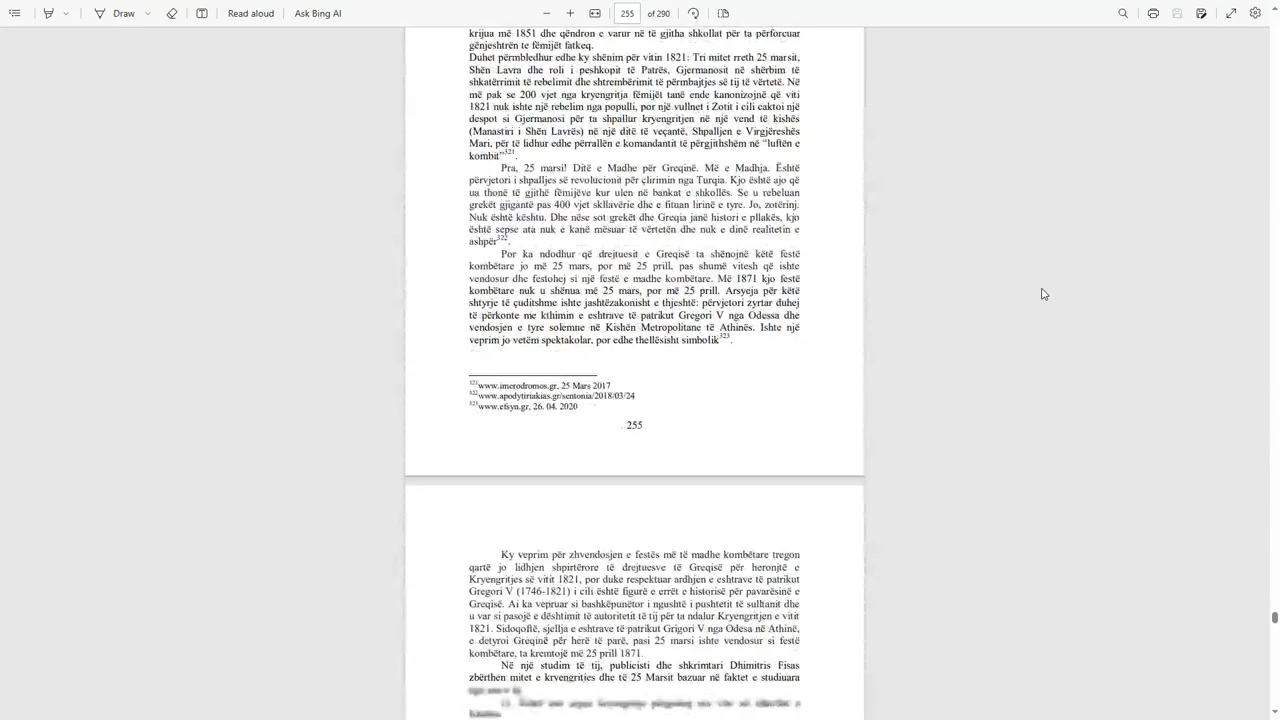 Draw
Read aloud
Ask Bing AI
255
of 290
krijua më 1851 dhe qëndron e varur në të gjitha shkollat për ta përforcuar
gënjeshtrën te fëmijët fatkeq.
Duhet përmbledhur edhe ky shënim për vitin 1821: Tri mitet rreth 25 marsit,
Shën Lavra dhe roli i peshkopit të Patrës, Gjermanosit në shërbim të
shkatërrimit të rebelimit dhe shtrembërimit të përmbajtjes së tij të vërtetë. Në
më pak se 200 vjet nga kryengritja fëmijët tanë ende kanonizojnë që viti
1821 nuk ishte një rebelim nga populli, por një vullnet i Zotit i cili caktoi një
despot si Gjermanosi për ta shpallur kryengritjen në një vend të kishës
(Manastiri i Shën Lavrës) në një ditë të veçantë, Shpalljen e Virgjëreshës
Mari, për të lidhur edhe përrallën e komandantit të përgjithshëm në “luftën e
kombit”321.
Pra, 25 marsi! Ditë e Madhe për Greqinë. Më e Madhja. Është
përvjetori i shpalljes së revolucionit për çlirimin nga Turqia. Kjo është ajo që
ua thonë të gjithë fëmijëve kur ulen në bankat e shkollës. Se u rebeluan
grekët gjigantë pas 400 vjet skllavërie dhe e fituan lirinë e tyre. Jo, zotërinj.
Nuk është kështu. Dhe nëse sot grekët dhe Greqia janë histori e pllakës, kjo
është sepse ata nuk e kanë mësuar të vërtetën dhe nuk e dinë realitetin e
ashpër322.
Por ka ndodhur që drejtuesit e Greqisë ta shënojnë këtë festë
kombëtare jo më 25 mars, por më 25 prill, pas shumë vitesh që ishte
vendosur dhe festohej si një festë e madhe kombëtare. Më 1871 kjo festë
kombëtare nuk u shënua më 25 mars, por më 25 prill. Arsyeja për këtë
shtyrje të çuditshme ishte jashtëzakonisht e thjeshtë: përvjetori zyrtar duhej
të përkonte me kthimin e eshtrave të patrikut Gregori V nga Odessa dhe
vendosjen e tyre solemne në Kishën Metropolitane të Athinës. Ishte një
veprim jo vetëm spektakolar, por edhe thellësisht simbolik323.
321www.imerodromos.gr, 25 Mars 2017
322www.apodytiriakias.gr/sentonia/2018/03/24
323www.efsyn.gr, 26. 04. 2020
255
Ky veprim për zhvendosjen e festës më të madhe kombëtare tregon
qartë jo lidhjen shpirtërore të drejtuesve të Greqisë për heronjtë e
Kryengritjes së vitit 1821, por duke respektuar ardhjen e eshtrave të patrikut
Gregori V (1746-1821) i cili është figurë e errët e historisë për pavarësinë e
Greqisë. Ai ka vepruar si bashkëpunëtor i ngushtë i pushtetit të sulltanit dhe
u var si pasojë e dështimit të autoritetit të tij për ta ndalur Kryengritjen e vitit
1821. Sidoqoftë, sjellja e eshtrave të patrikut Grigori V nga Odesa në Athinë,
e detyroi Greqinë për herë të parë, pasi 25 marsi ishte vendosur si festë
kombëtare, ta kremtojë më 25 prill 1871.
Në një studim të tij, publicisti dhe shkrimtari Dhimitris Fisas
zbërthen mitet e kryengritjes dhe të 25 Marsit bazuar në faktet e studiuara